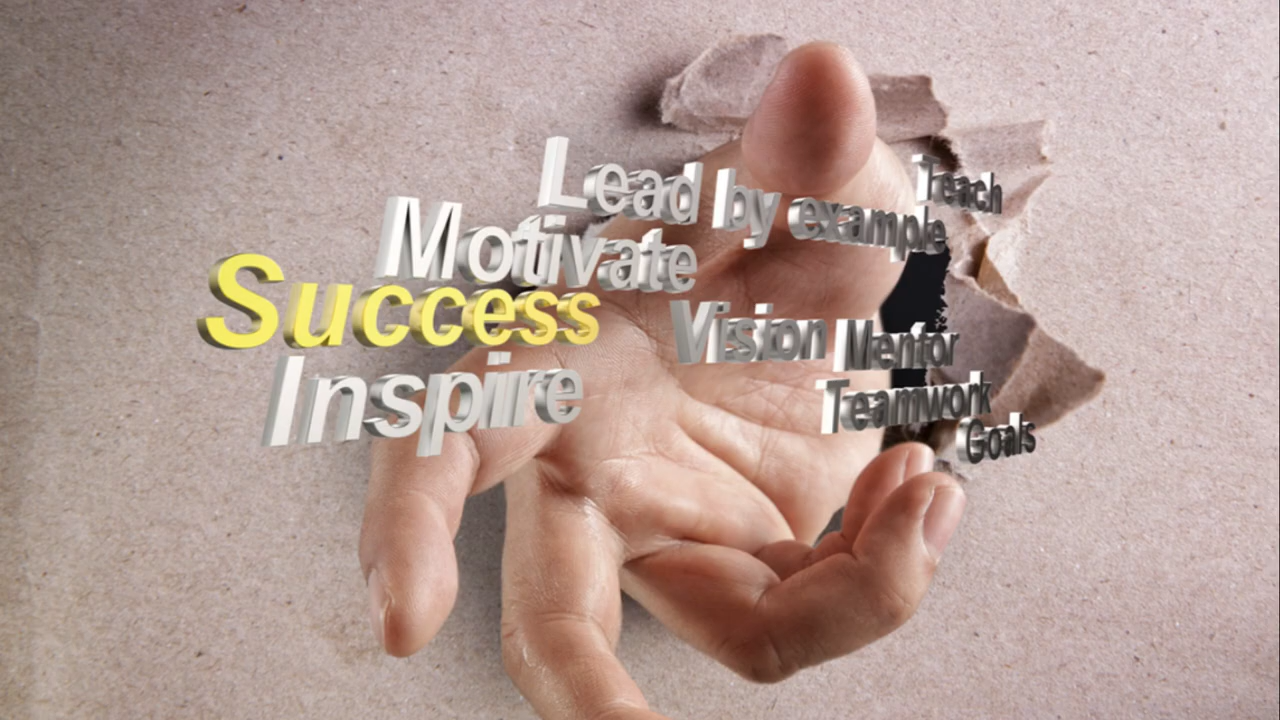 Lead by example
Teach
Motivate
Success
Vision
Mentor
Inspire
Teamwork
Goals